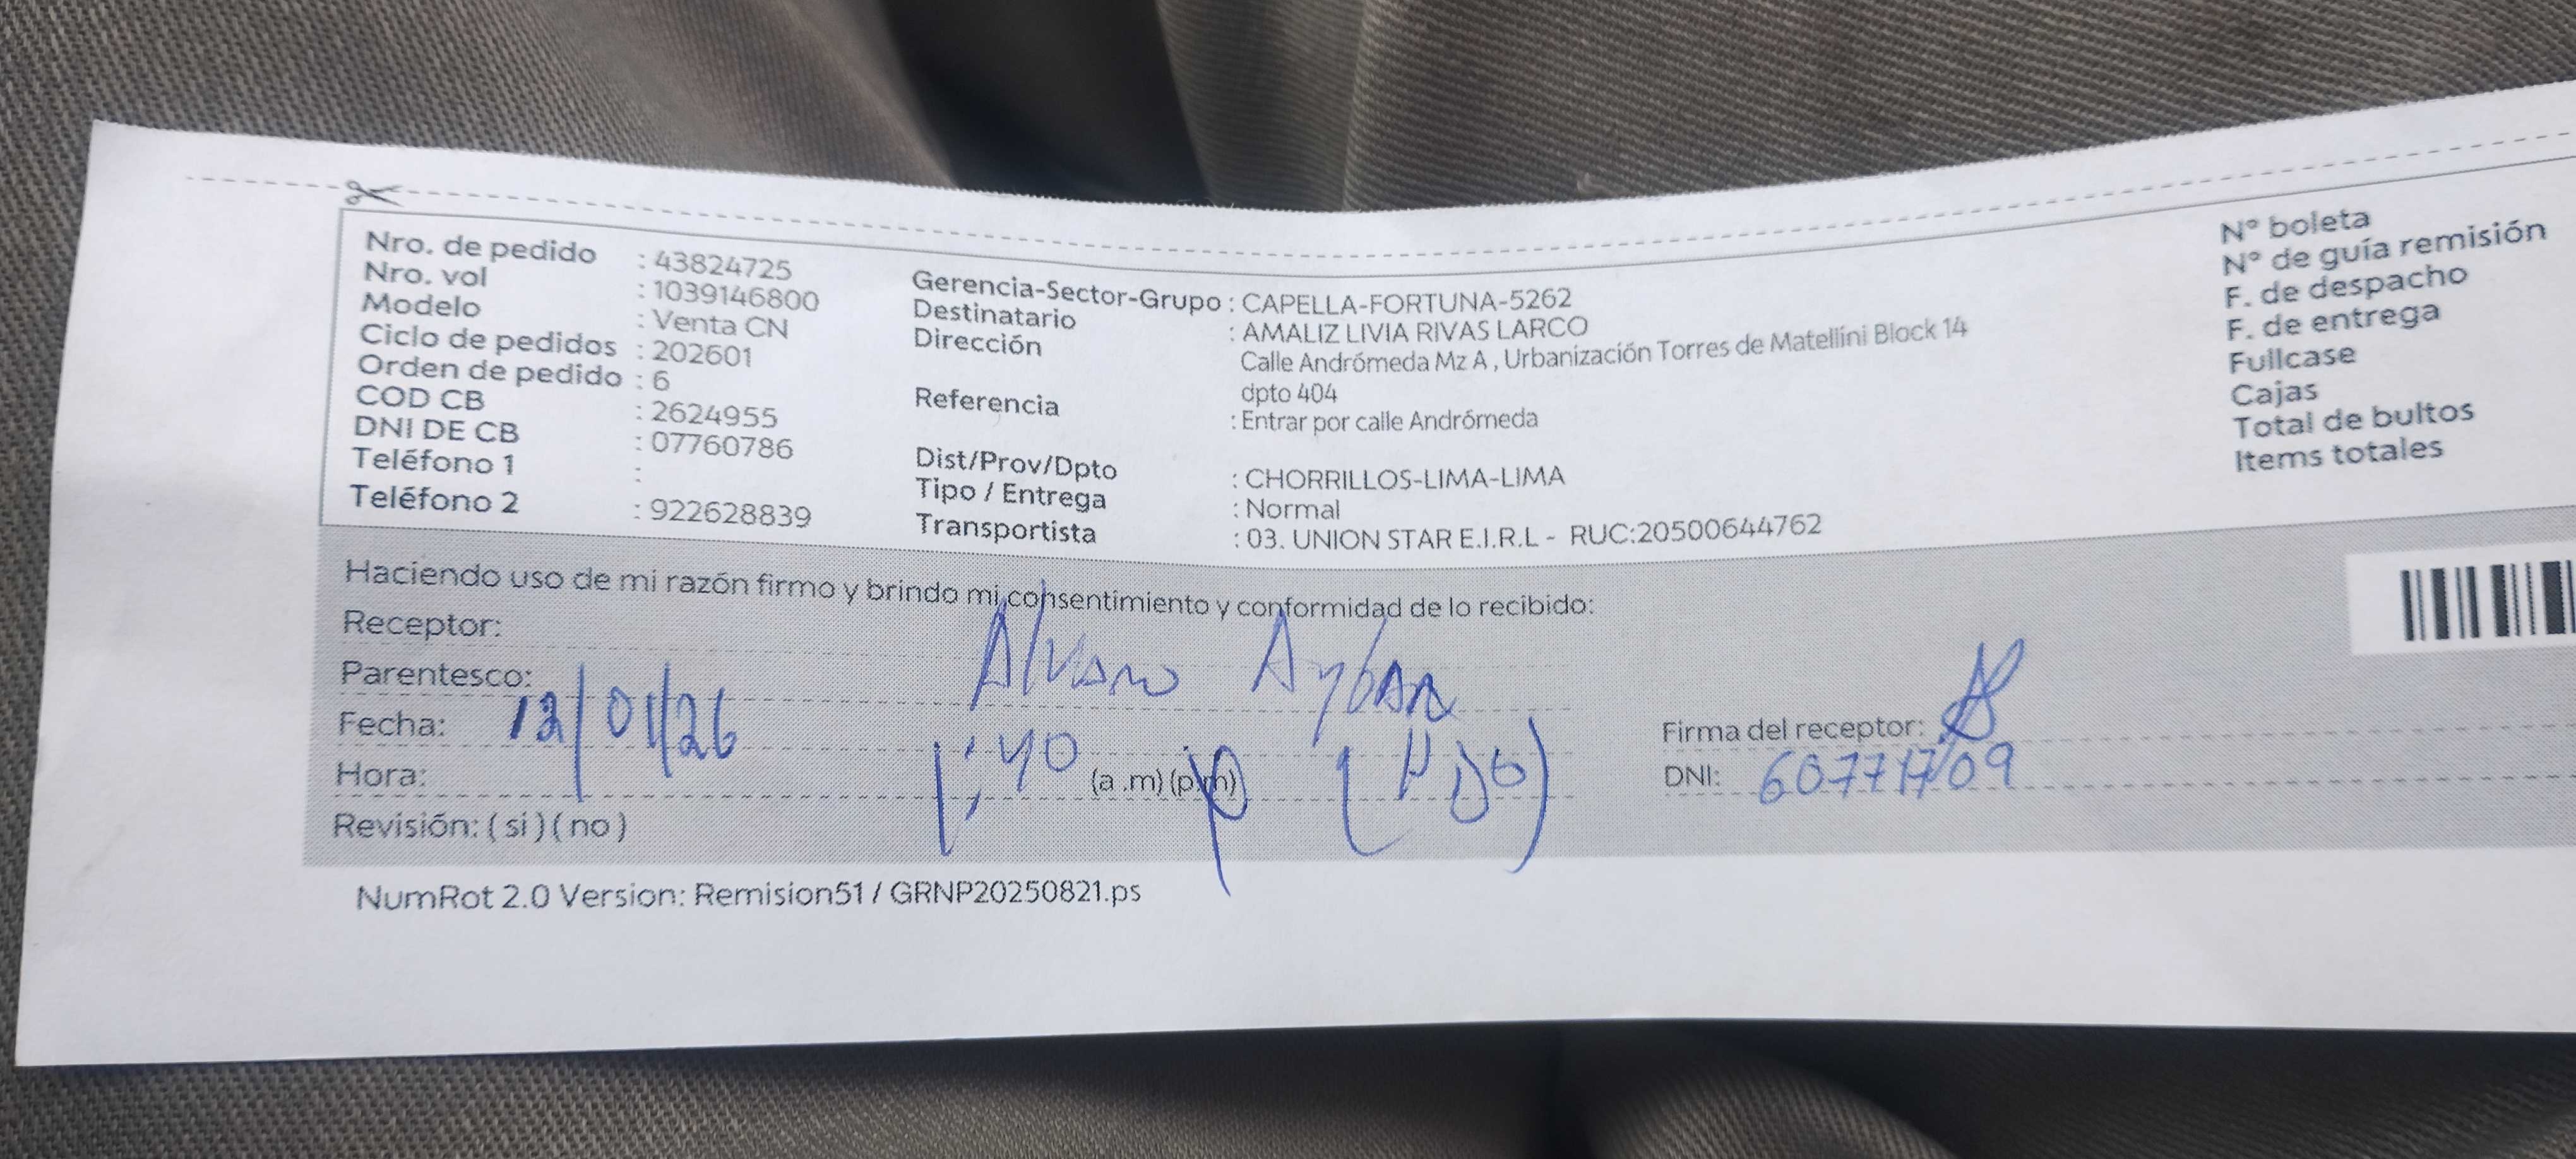 Nro. de pedido : 43824725
Nro. vol : 1039146800
Modelo : Venta CN
Ciclo de pedidos : 202601
Orden de pedido : 6
COD CB : 2624955
DNI DE CB : 07760786
Teléfono 1 :
Teléfono 2 : 922628839
Gerencia-Sector-Grupo : CAPELLA-FORTUNA-5262
Destinatario : AMALIZ LIVIA RIVAS LARCO
Dirección Calle Andrómeda Mz A , Urbanización Torres de Matellini Block 14
dpto 404
Referencia : Entrar por calle Andrómeda
Dist/Prov/Dpto : CHORRILLOS-LIMA-LIMA
Tipo / Entrega : Normal
Transportista : 03. UNION STAR E.I.R.L - RUC:20500644762
Nº boleta
Nº de guía remisión
F. de despacho
F. de entrega
Fullcase
Cajas
Total de bultos
Items totales
Haciendo uso de mi razón firmo y brindo mi consentimiento y conformidad de lo recibido:
Receptor:
Parentesco: Alvaro Aybar
Fecha: 12/01/26
Hora: 1:40 (a .m) (p.m)
Revisión: ( si ) ( no )
Firma del receptor:
DNI:
NumRot 2.0 Version: Remision51 / GRNP20250821.ps